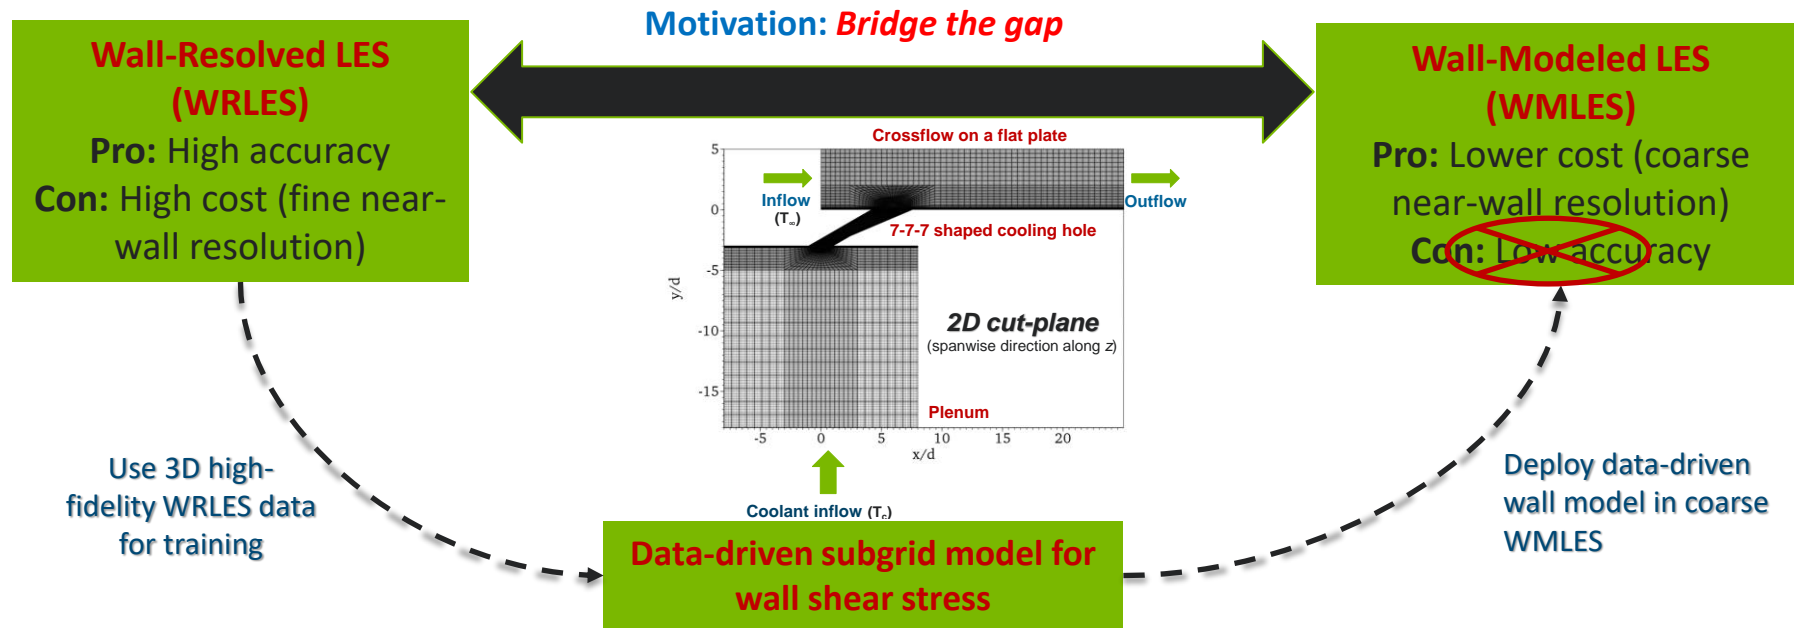 Motivation: Bridge the gap
Wall-Resolved LES
(WRLES)
Pro: High accuracy
Con: High cost (fine near-
wall resolution)
Wall-Modeled LES
(WMLES)
Pro: Lower cost (coarse
near-wall resolution)
Con: Low accuracy
Crossflow on a flat plate
Inflow
(T∞)
Outflow
7-7-7 shaped cooling hole
2D cut-plane
(spanwise direction along z)
Plenum
5
0
-5
-10
-15
y/d
-5 0 5 10 15 20
x/d
Coolant inflow (Tc)
Use 3D high-
fidelity WRLES data
for training
Data-driven subgrid model for
wall shear stress
Deploy data-driven
wall model in coarse
WMLES